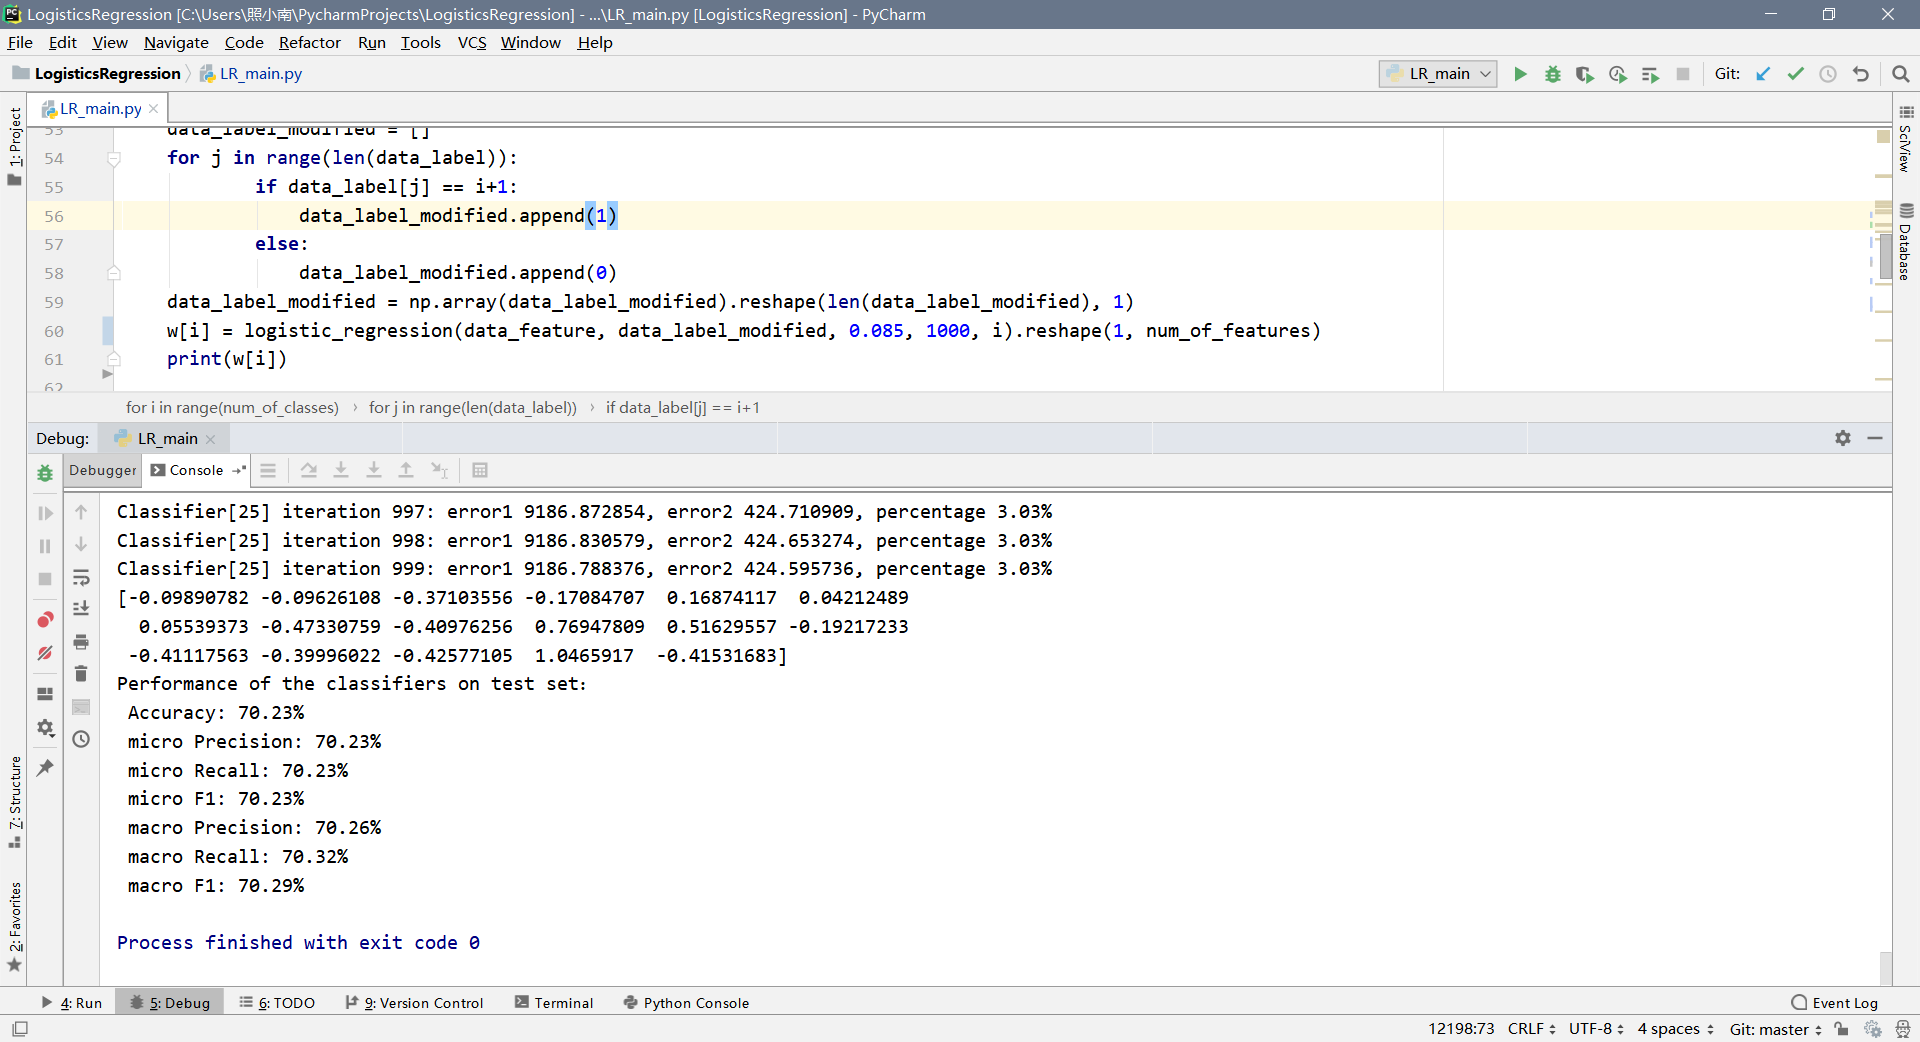 LogisticsRegression [C:\Users\照小南\PycharmProjects\LogisticsRegression] - ...\LR_main.py [LogisticsRegression] - PyCharm
File Edit View Navigate Code Refactor Run Tools VCS Window Help
LogisticsRegression LR_main.py LR_main Git:
LR_main.py
1: Project
SciView
Database
53 data_label_modified = []
54 for j in range(len(data_label)):
55 if data_label[j] == i+1:
56 data_label_modified.append(1)
57 else:
58 data_label_modified.append(0)
59 data_label_modified = np.array(data_label_modified).reshape(len(data_label_modified), 1)
60 w[i] = logistic_regression(data_feature, data_label_modified, 0.085, 1000, i).reshape(1, num_of_features)
61 print(w[i])
62
for i in range(num_of_classes) › for j in range(len(data_label)) › if data_label[j] == i+1
Debug: LR_main
Debugger Console
Classifier[25] iteration 997: error1 9186.872854, error2 424.710909, percentage 3.03%
Classifier[25] iteration 998: error1 9186.830579, error2 424.653274, percentage 3.03%
Classifier[25] iteration 999: error1 9186.788376, error2 424.595736, percentage 3.03%
[-0.09890782 -0.09626108 -0.37103556 -0.17084707  0.16874117  0.04212489
0.05539373 -0.47330759 -0.40976256  0.76947809  0.51629557 -0.19217233
-0.41117563 -0.39996022 -0.42577105  1.0465917  -0.41531683]
Performance of the classifiers on test set:
Accuracy: 70.23%
micro Precision: 70.23%
micro Recall: 70.23%
micro F1: 70.23%
macro Precision: 70.26%
macro Recall: 70.32%
macro F1: 70.29%
Process finished with exit code 0
7: Structure
2: Favorites
4: Run 5: Debug 6: TODO 9: Version Control Terminal Python Console Event Log
12198:73 CRLF UTF-8 4 spaces Git: master